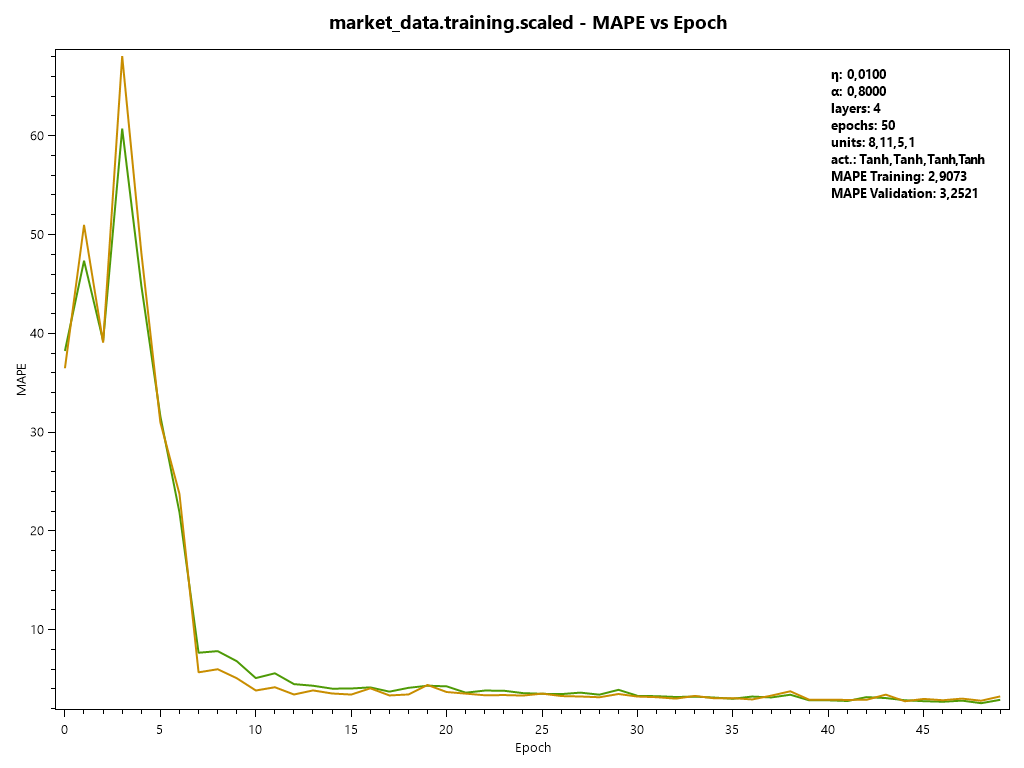 market_data.training.scaled - MAPE vs Epoch
η: 0,0100
α: 0,8000
layers: 4
epochs: 50
units: 8,11,5,1
act.: Tanh,Tanh,Tanh,Tanh
MAPE Training: 2,9073
MAPE Validation: 3,2521
60
50
40
30
20
10
MAPE
0 5 10 15 20 25 30 35 40 45
Epoch